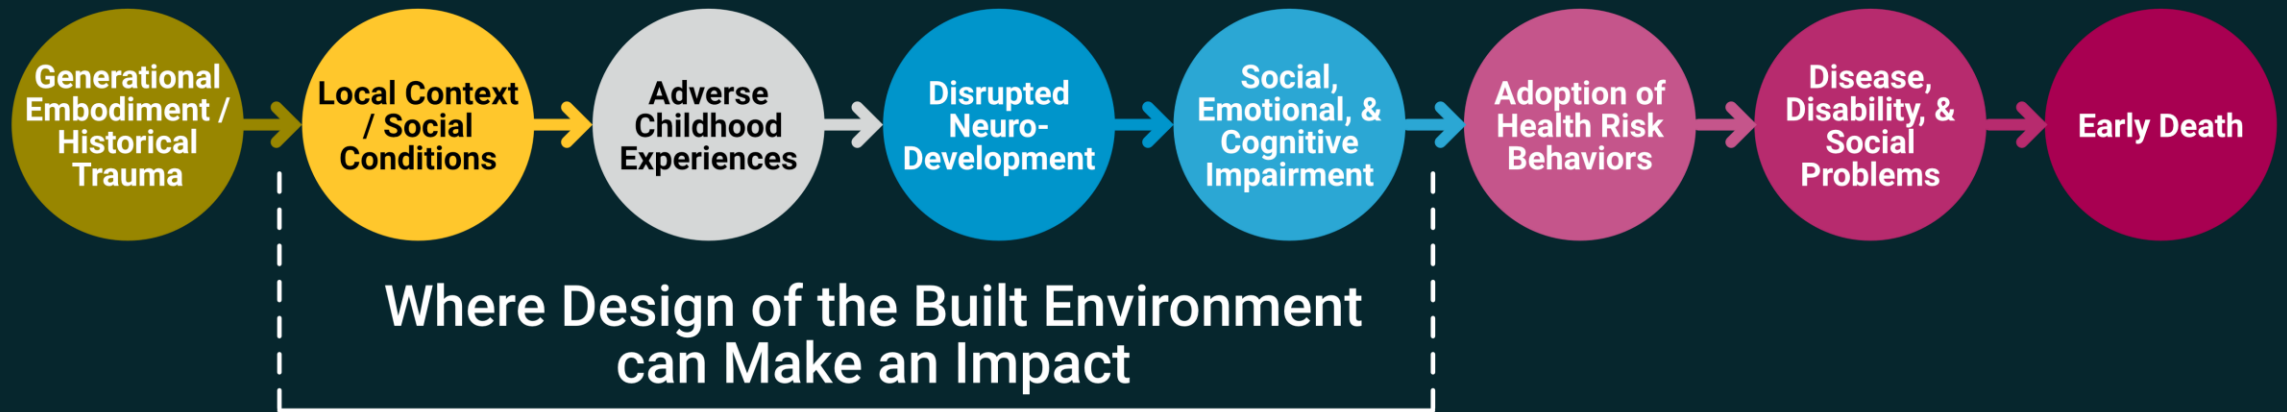 Generational
Embodiment /
Historical
Trauma
Local Context
/ Social
Conditions
Adverse
Childhood
Experiences
Disrupted
Neuro-
Development
Social,
Emotional, &
Cognitive
Impairment
Adoption of
Health Risk
Behaviors
Disease,
Disability, &
Social
Problems
Early Death
Where Design of the Built Environment
can Make an Impact